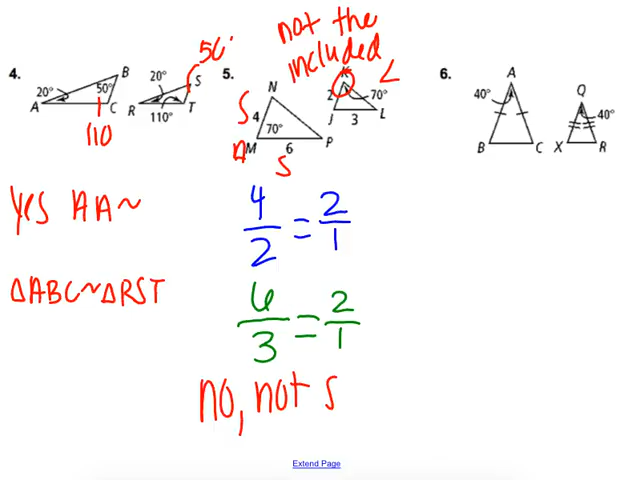 not the
included
∠
50°
4.
20°
B
50°
A
C
110
20°
S
R
110°
T
5.
N
S
4
70°
A
M
6
P
S
K
2
70°
J
3
L
6.
A
40°
B
C
Q
40°
X
R
yes AA~
△ABC~△RST
4/2 = 2/1
6/3 = 2/1
no, not s
Extend Page